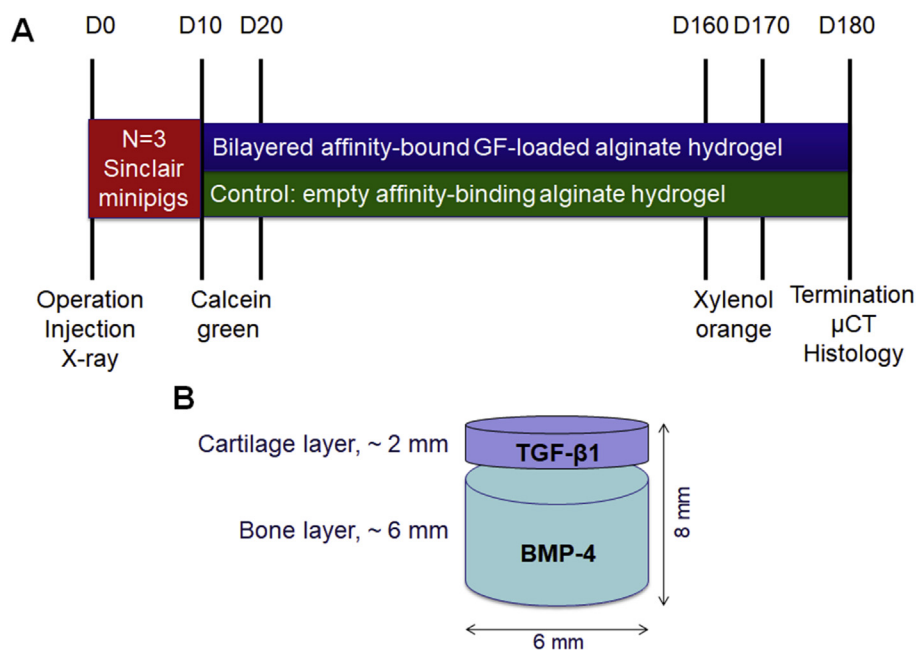 A
D0
D10
D20
D160
D170
D180
N=3
Sinclair
minipigs
Bilayered affinity-bound GF-loaded alginate hydrogel
Control: empty affinity-binding alginate hydrogel
Operation
Injection
X-ray
Calcein
green
Xylenol
orange
Termination
µCT
Histology
B
Cartilage layer, ~ 2 mm
TGF-β1
Bone layer, ~ 6 mm
BMP-4
8 mm
6 mm